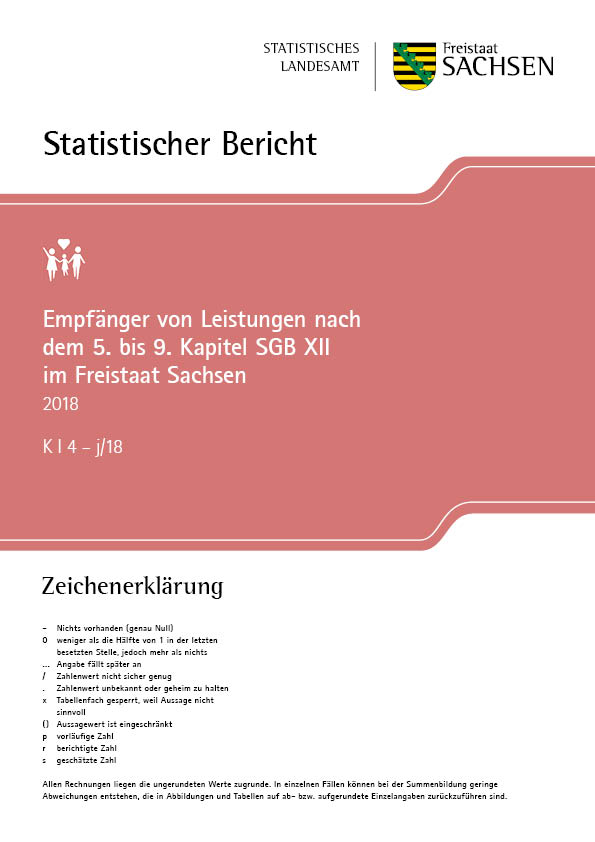 STATISTISCHES
LANDESAMT
Freistaat
SACHSEN
Statistischer Bericht
Empfänger von Leistungen nach
dem 5. bis 9. Kapitel SGB XII
im Freistaat Sachsen
2018
K I 4 – j/18
Zeichenerklärung
- Nichts vorhanden (genau Null)
0 weniger als die Hälfte von 1 in der letzten
besetzten Stelle, jedoch mehr als nichts
... Angabe fällt später an
/ Zahlenwert nicht sicher genug
. Zahlenwert unbekannt oder geheim zu halten
x Tabellenfach gesperrt, weil Aussage nicht
sinnvoll
() Aussagewert ist eingeschränkt
p vorläufige Zahl
r berichtigte Zahl
s geschätzte Zahl
Allen Rechnungen liegen die ungerundeten Werte zugrunde. In einzelnen Fällen können bei der Summenbildung geringe
Abweichungen entstehen, die in Abbildungen und Tabellen auf ab- bzw. aufgerundete Einzelangaben zurückzuführen sind.